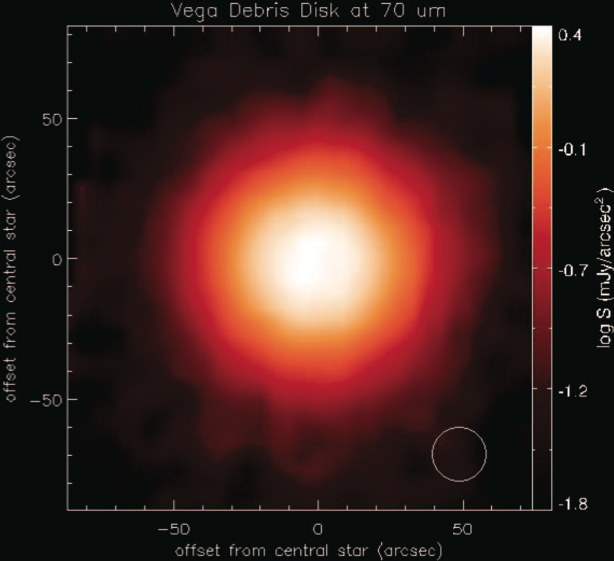 Vega Debris Disk at 70 um
offset from central star (arcsec)
50
0
-50
-50
0
50
offset from central star (arcsec)
0.4
-0.1
-0.7
-1.2
-1.8
log S (mJy/arcsec²)